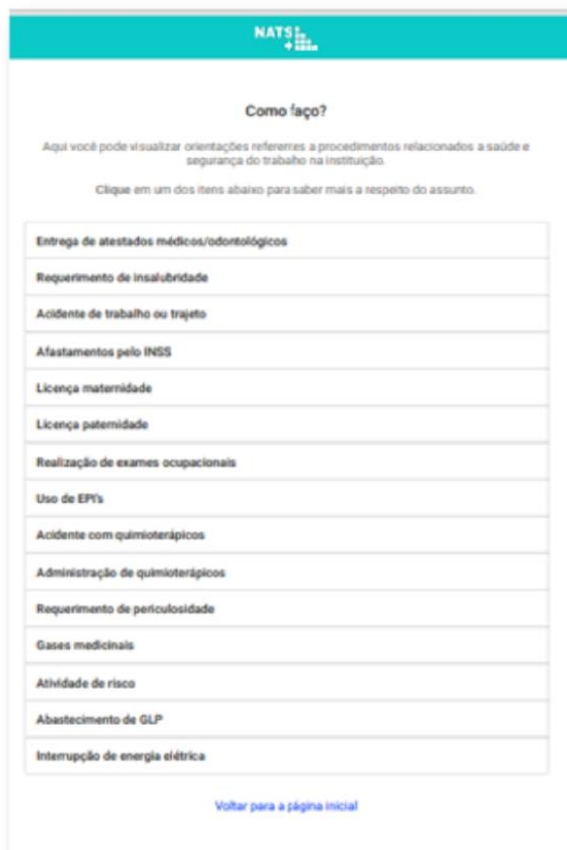 NATS
Como faço?
Aqui você pode visualizar orientações referentes a procedimentos relacionados a saúde e
segurança do trabalho na instituição.
Clique em um dos itens abaixo para saber mais a respeito do assunto.
Entrega de atestados médicos/odontológicos
Requerimento de insalubridade
Acidente de trabalho ou trajeto
Afastamentos pelo INSS
Licença maternidade
Licença paternidade
Realização de exames ocupacionais
Uso de EPI's
Acidente com quimioterápicos
Administração de quimioterápicos
Requerimento de periculosidade
Gases medicinais
Atividade de risco
Abastecimento de GLP
Interrupção de energia elétrica
Voltar para a página inicial